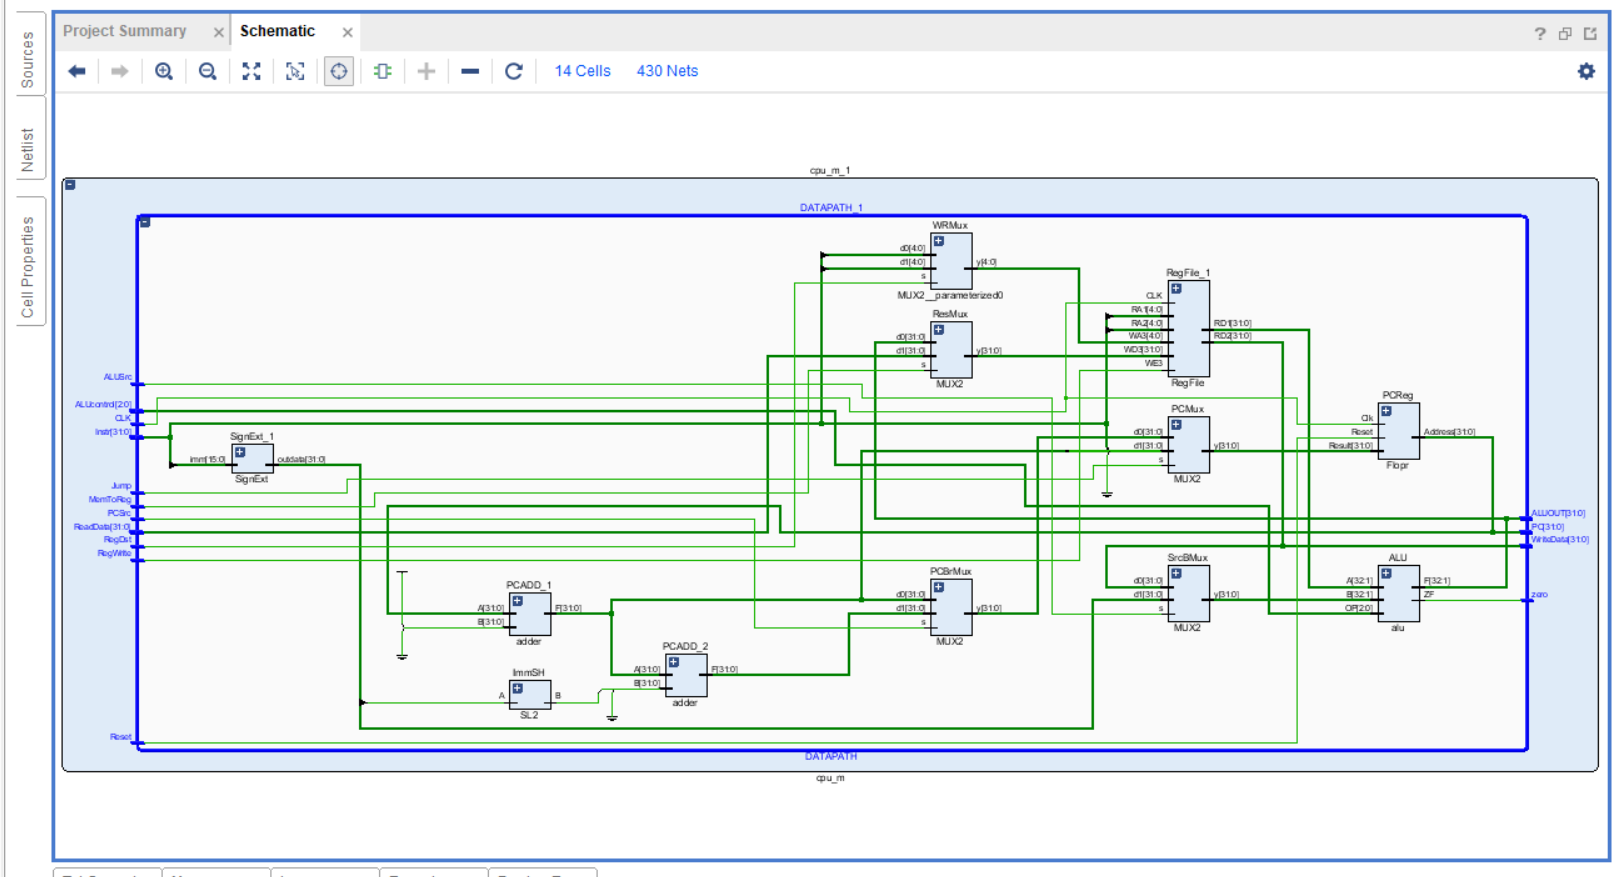 Project Summary × Schematic ×
Sources
Netlist
Cell Properties
14 Cells 430 Nets
cpu_m_1
DATAPATH_1
WRMux
d0[4:0]
d1[4:0] y[4:0]
s
MUX2__parameterized0
ResMux
d0[31:0]
d1[31:0] y[31:0]
s
MUX2
RegFile_1
CLK
RA1[4:0]
RA2[4:0] RD1[31:0]
WA3[4:0] RD2[31:0]
WD3[31:0]
WE3
RegFile
PCMux
d0[31:0]
d1[31:0] y[31:0]
s
MUX2
PCReg
Clk
Reset Address[31:0]
Result[31:0]
Flopr
ALUSrc
ALUcontrol[2:0]
CLK
Instr[31:0]
SignExt_1
imm[15:0] outdata[31:0]
SignExt
Jump
MemToReg
PCSrc
ReadData[31:0]
RegDst
RegWrite
ALUOUT[31:0]
PC[31:0]
WriteData[31:0]
PCADD_1
A[31:0] F[31:0]
B[31:0]
adder
PCBrMux
d0[31:0]
d1[31:0] y[31:0]
s
MUX2
SrcBMux
d0[31:0]
d1[31:0] y[31:0]
s
MUX2
ALU
A[32:1] F[32:1]
B[32:1] ZF
OP[2:0]
alu
zero
PCADD_2
A[31:0] F[31:0]
B[31:0]
adder
ImmSH
A B
SL2
Reset
DATAPATH
cpu_m